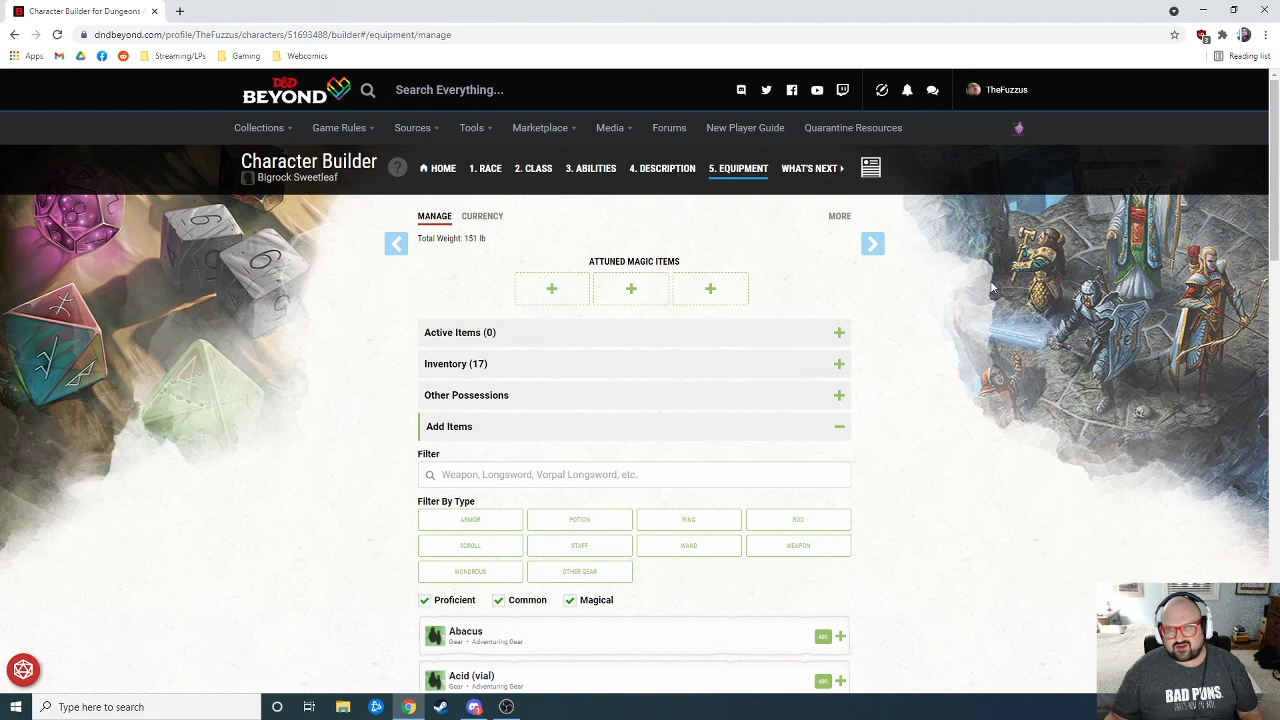 Character Builder for Dungeons &
dndbeyond.com/profile/TheFuzzus/characters/51693488/builder#/equipment/manage
Apps
Streaming/LPs
Gaming
Webcomics
Reading list
D&D
BEYOND
Search Everything...
TheFuzzus
Collections
Game Rules
Sources
Tools
Marketplace
Media
Forums
New Player Guide
Quarantine Resources
Character Builder
Bigrock Sweetleaf
?
HOME
1. RACE
2. CLASS
3. ABILITIES
4. DESCRIPTION
5. EQUIPMENT
WHAT'S NEXT
MANAGE
CURRENCY
MORE
Total Weight: 151 lb
ATTUNED MAGIC ITEMS
Active Items (0)
Inventory (17)
Other Possessions
Add Items
Filter
Weapon, Longsword, Vorpal Longsword, etc.
Filter By Type
ARMOR
POTION
RING
ROD
SCROLL
STAFF
WAND
WEAPON
WONDROUS
OTHER GEAR
Proficient
Common
Magical
Abacus
Gear • Adventuring Gear
ADD
Acid (vial)
Gear • Adventuring Gear
ADD
BAD PUNS.
Type here to search